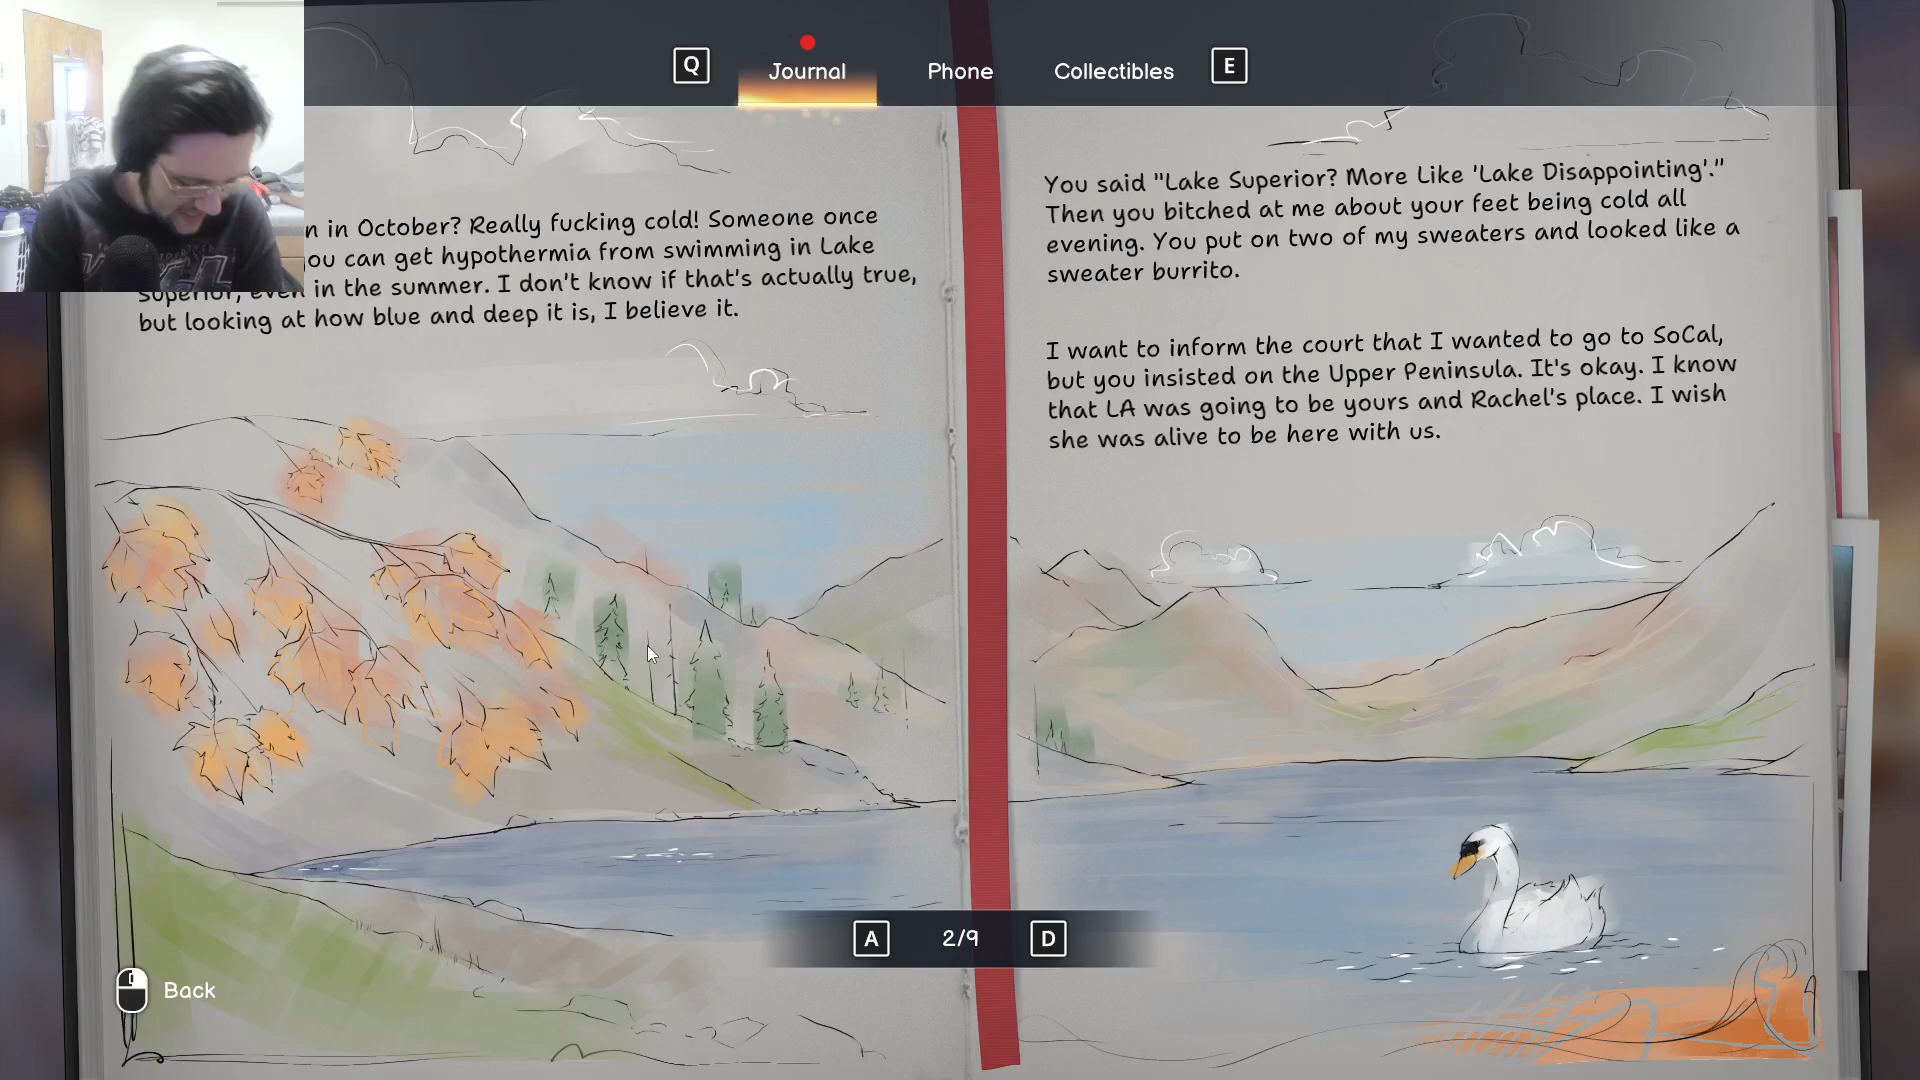 Q Journal Phone Collectibles E
n in October? Really fucking cold! Someone once
ou can get hypothermia from swimming in Lake
Superior, even in the summer. I don't know if that's actually true,
but looking at how blue and deep it is, I believe it.
You said "Lake Superior? More Like 'Lake Disappointing'."
Then you bitched at me about your feet being cold all
evening. You put on two of my sweaters and looked like a
sweater burrito.
I want to inform the court that I wanted to go to SoCal,
but you insisted on the Upper Peninsula. It's okay. I know
that LA was going to be yours and Rachel's place. I wish
she was alive to be here with us.
A 2/9 D
Back